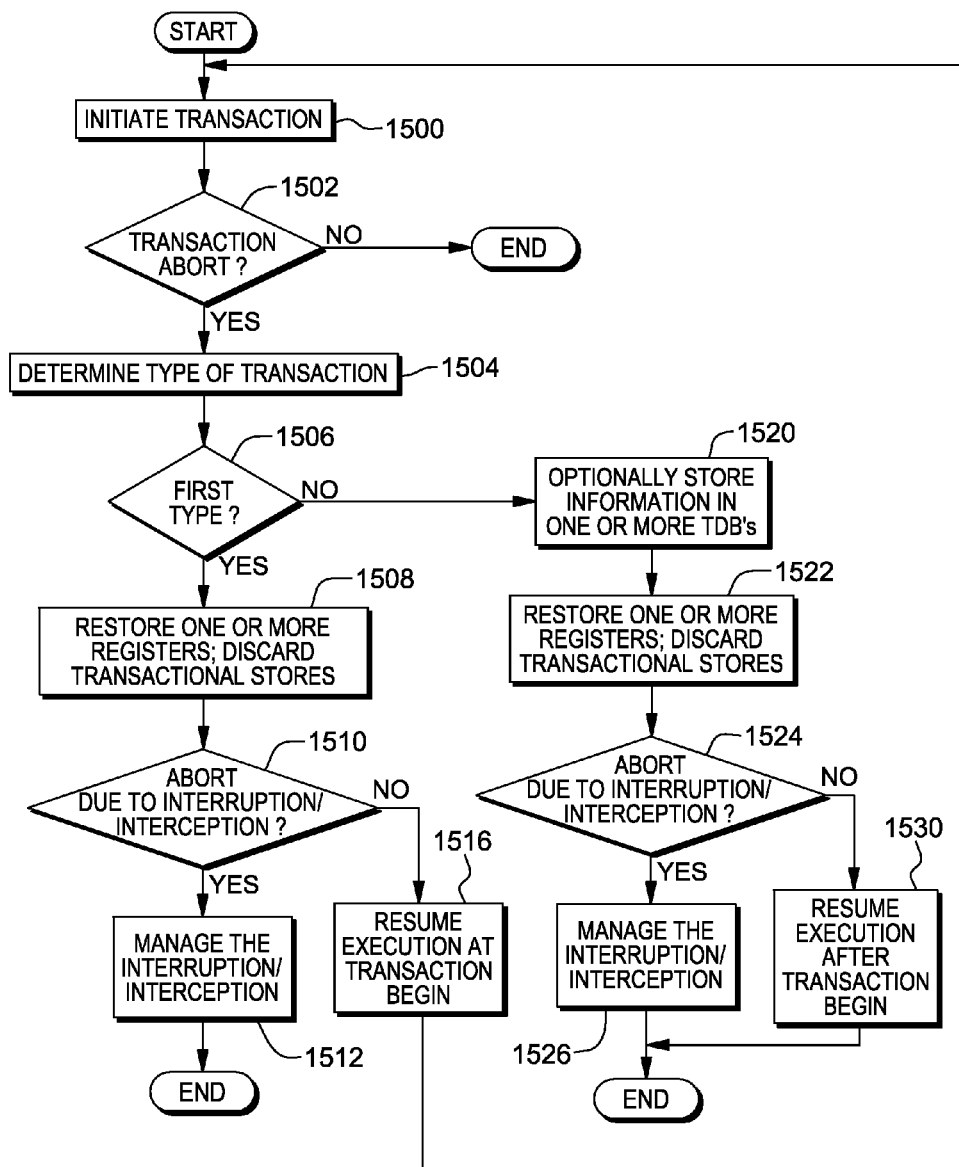 START
INITIATE TRANSACTION
1500
1502
TRANSACTION
ABORT ?
NO
END
YES
DETERMINE TYPE OF TRANSACTION
1504
1506
FIRST
TYPE ?
NO
YES
1520
OPTIONALLY STORE
INFORMATION IN
ONE OR MORE TDB's
1508
RESTORE ONE OR MORE
REGISTERS; DISCARD
TRANSACTIONAL STORES
1522
RESTORE ONE OR MORE
REGISTERS; DISCARD
TRANSACTIONAL STORES
1510
ABORT
DUE TO INTERRUPTION/
INTERCEPTION ?
NO
YES
1524
ABORT
DUE TO INTERRUPTION/
INTERCEPTION ?
NO
YES
MANAGE THE
INTERRUPTION/
INTERCEPTION
1512
END
1516
RESUME
EXECUTION AT
TRANSACTION
BEGIN
MANAGE THE
INTERRUPTION/
INTERCEPTION
1526
1530
RESUME
EXECUTION
AFTER
TRANSACTION
BEGIN
END